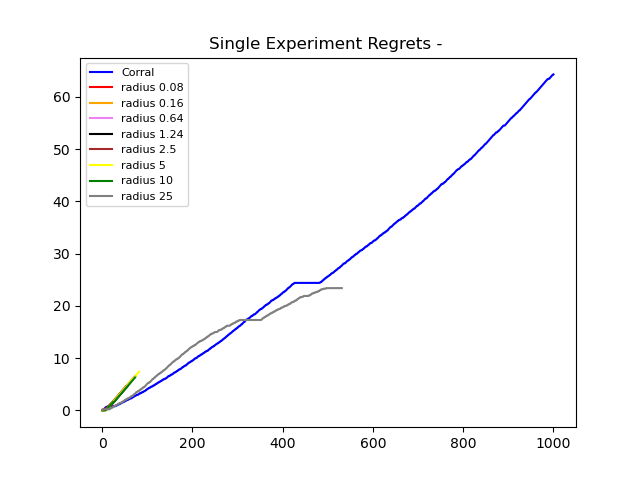 Single Experiment Regrets -
Corral
radius 0.08
radius 0.16
radius 0.64
radius 1.24
radius 2.5
radius 5
radius 10
radius 25
60
50
40
30
20
10
0
0 200 400 600 800 1000